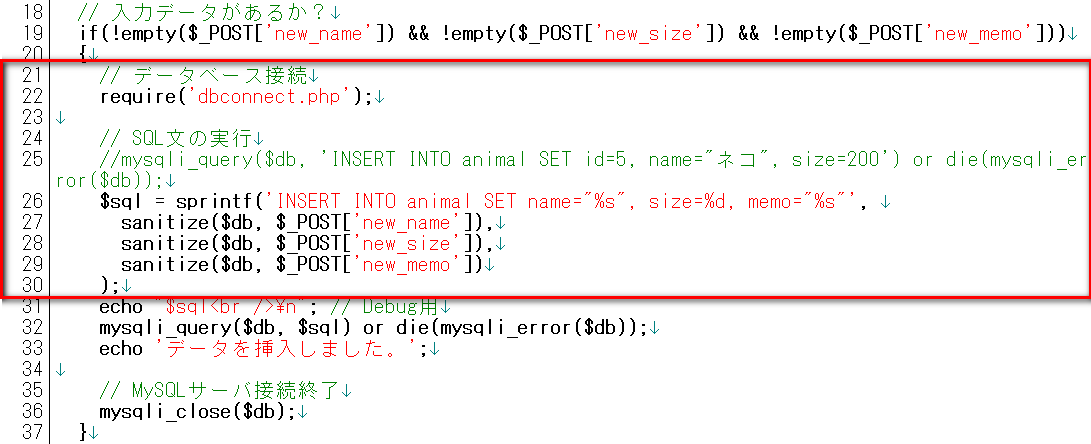 18 // 入力データがあるか？↓
19 if(!empty($_POST['new_name']) && !empty($_POST['new_size']) && !empty($_POST['new_memo']))↓
20 {↓
21 // データベース接続↓
22 require('dbconnect.php');↓
23 ↓
24 // SQL文の実行↓
25 //mysqli_query($db, 'INSERT INTO animal SET id=5, name="ネコ", size=200') or die(mysqli_er
ror($db));↓
26 $sql = sprintf('INSERT INTO animal SET name="%s", size=%d, memo="%s"', ↓
27 sanitize($db, $_POST['new_name']),↓
28 sanitize($db, $_POST['new_size']),↓
29 sanitize($db, $_POST['new_memo'])↓
30 );↓
31 echo "$sql<br />¥n"; // Debug用↓
32 mysqli_query($db, $sql) or die(mysqli_error($db));↓
33 echo 'データを挿入しました。';↓
34 ↓
35 // MySQLサーバ接続終了↓
36 mysqli_close($db);↓
37 }↓